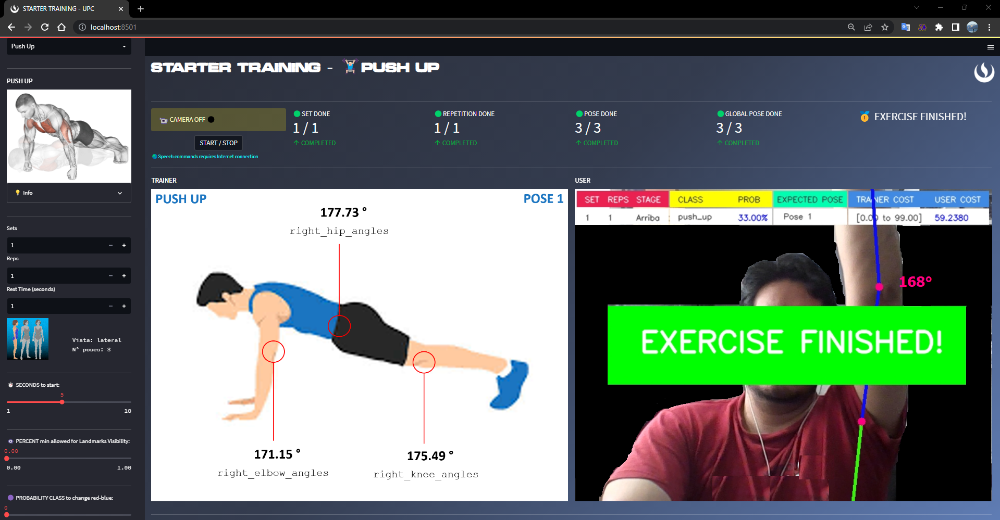 STARTER TRAINING - UPC
localhost:8501
Push Up
PUSH UP
Info
Sets
1
Reps
1
Rest Time (seconds)
1
Vista: lateral
N° poses: 3
SECONDS to start:
5
1 10
PERCENT min allowed for Landmarks Visibility:
0.00
0.00 1.00
PROBABILITY CLASS to change red-blue:
0
STARTER TRAINING - PUSH UP
CAMERA OFF
START / STOP
Speech commands requires Internet connection
SET DONE
1 / 1
↑ COMPLETED
REPETITION DONE
1 / 1
↑ COMPLETED
POSE DONE
3 / 3
↑ COMPLETED
GLOBAL POSE DONE
3 / 3
↑ COMPLETED
EXERCISE FINISHED!
TRAINER
PUSH UP POSE 1
177.73 °
right_hip_angles
171.15 °
right_elbow_angles
175.49 °
right_knee_angles
USER
SET REPS STAGE CLASS PROB EXPECTED POSE TRAINER COST USER COST
1 1 Arriba push_up 33.00% Pose 1 [0.00 to 99.00] 59.2380
168°
EXERCISE FINISHED!